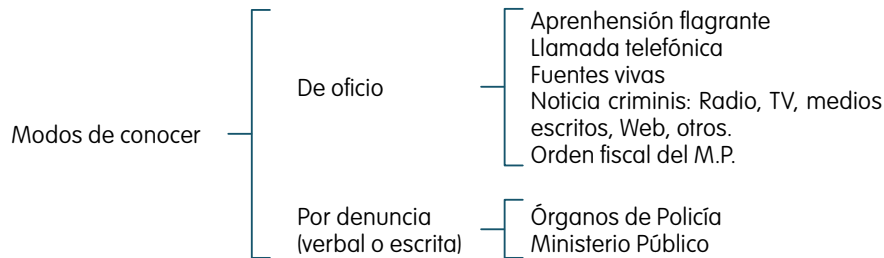 Modos de conocer
De oficio
Aprenhensión flagrante
Llamada telefónica
Fuentes vivas
Noticia criminis: Radio, TV, medios
escritos, Web, otros.
Orden fiscal del M.P.
Por denuncia
(verbal o escrita)
Órganos de Policía
Ministerio Público